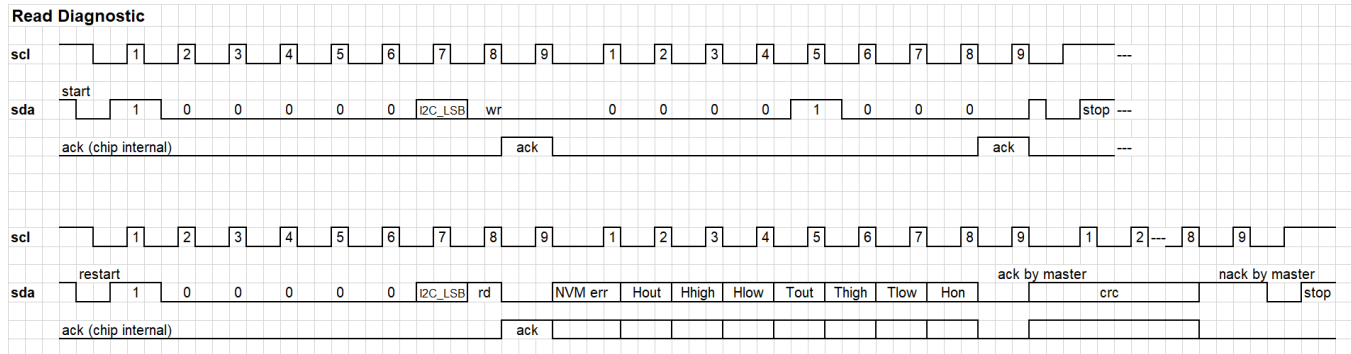 Read Diagnostic
scl 1 2 3 4 5 6 7 8 9 1 2 3 4 5 6 7 8 9 ---
start
sda 1 0 0 0 0 0 I2C_LSB wr 0 0 0 0 1 0 0 0 stop ---
ack (chip internal) ack ack ---
scl 1 2 3 4 5 6 7 8 9 1 2 3 4 5 6 7 8 9 1 2 --- 8 9
restart ack by master nack by master
sda 1 0 0 0 0 0 I2C_LSB rd NVM err Hout Hhigh Hlow Tout Thigh Tlow Hon crc stop
ack (chip internal) ack